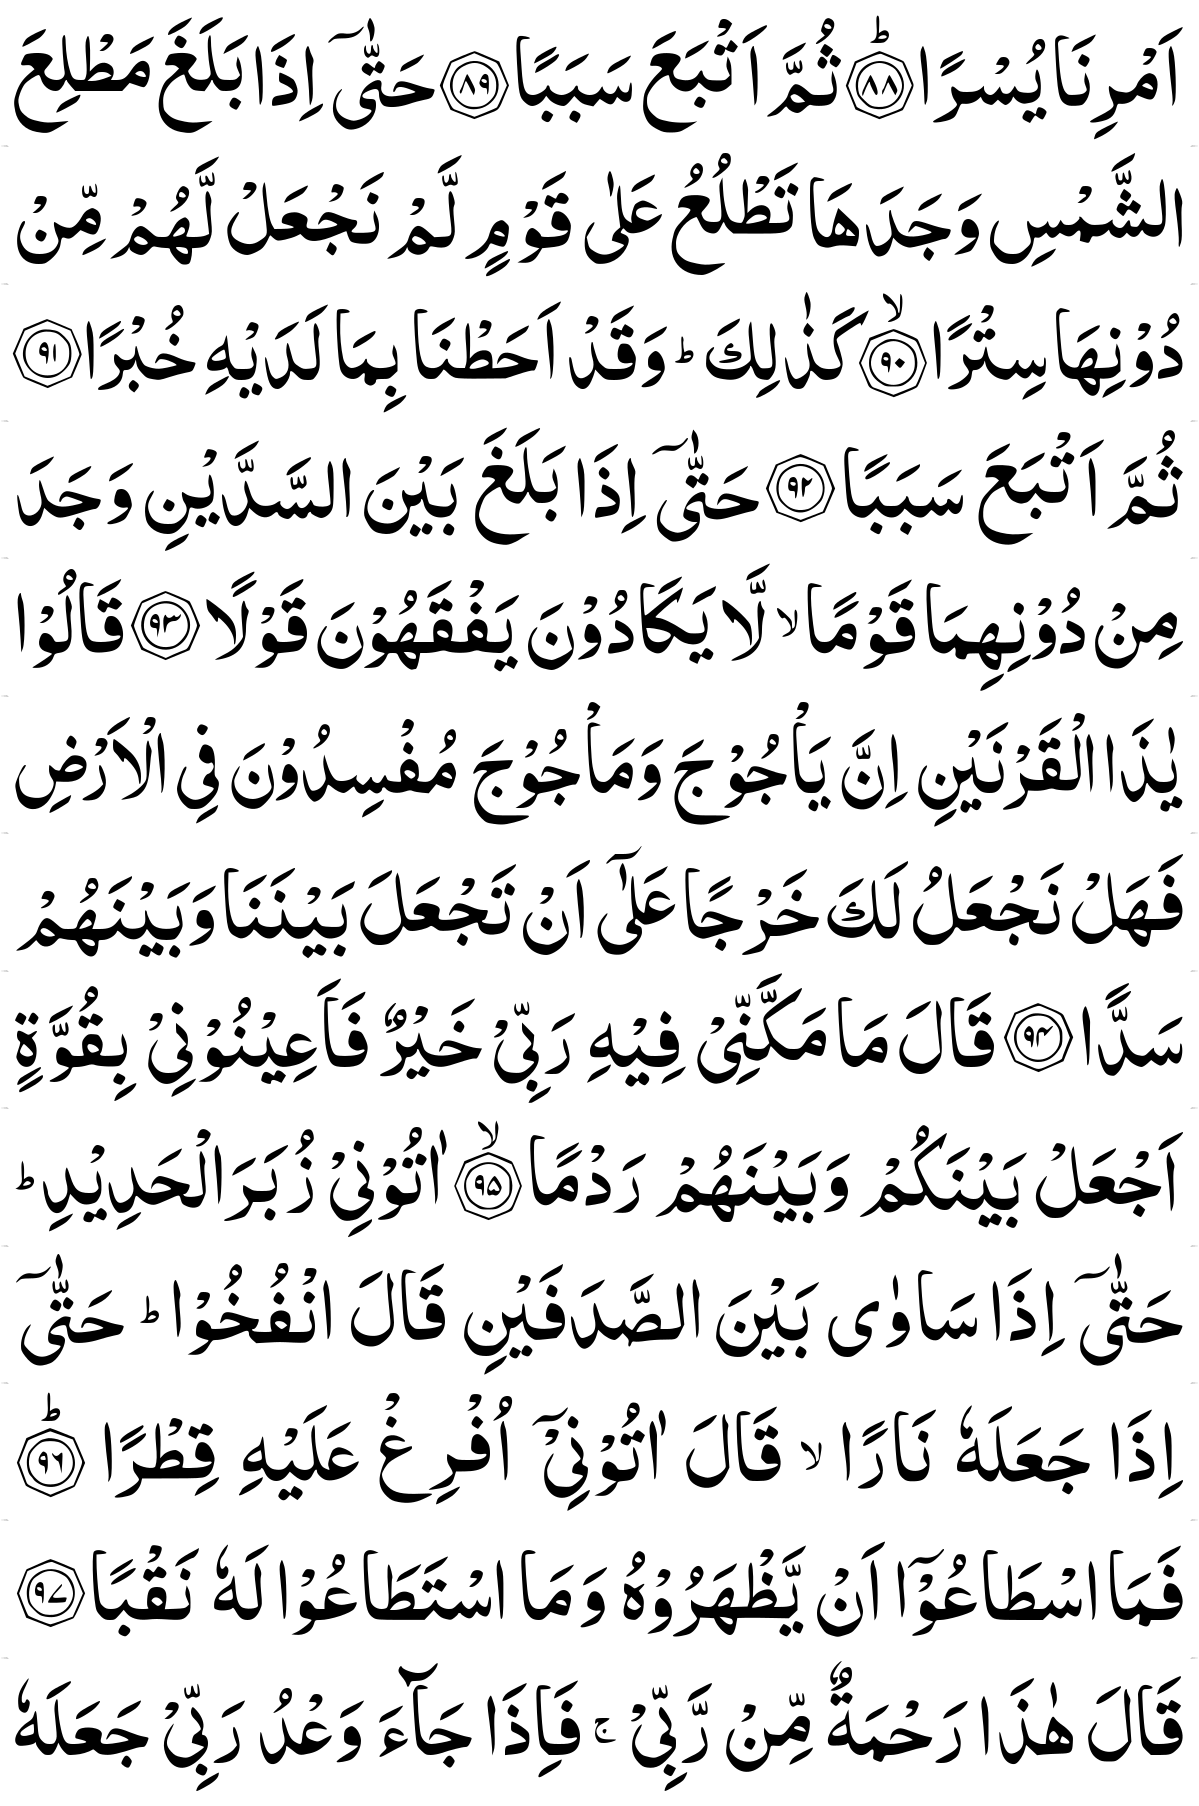 اَمْرِنَا يُسْرًا ؕ﴿۸۸﴾ ثُمَّ اَتْبَعَ سَبَبًا ﴿۸۹﴾ حَتّٰۤی اِذَا بَلَغَ مَطْلِعَ
الشَّمْسِ وَجَدَهَا تَطْلُعُ عَلٰی قَوْمٍ لَّمْ نَجْعَلْ لَّهُمْ مِّنْ
دُوْنِهَا سِتْرًا ﴿ۙ۹۰﴾ كَذٰلِكَ ؕ وَقَدْ اَحَطْنَا بِمَا لَدَیْهِ خُبْرًا ﴿۹۱﴾
ثُمَّ اَتْبَعَ سَبَبًا ﴿۹۲﴾ حَتّٰۤی اِذَا بَلَغَ بَیْنَ السَّدَّیْنِ وَجَدَ
مِنْ دُوْنِهِمَا قَوْمًا ۙ لَّا یَكَادُوْنَ یَفْقَهُوْنَ قَوْلًا ﴿۹۳﴾ قَالُوْا
یٰذَا الْقَرْنَیْنِ اِنَّ یَاْجُوْجَ وَمَاْجُوْجَ مُفْسِدُوْنَ فِی الْاَرْضِ
فَهَلْ نَجْعَلُ لَكَ خَرْجًا عَلٰۤی اَنْ تَجْعَلَ بَیْنَنَا وَبَیْنَهُمْ
سَدًّا ﴿۹۴﴾ قَالَ مَا مَكَّنِّیْ فِیْهِ رَبِّیْ خَیْرٌ فَاَعِیْنُوْنِیْ بِقُوَّةٍ
اَجْعَلْ بَیْنَكُمْ وَبَیْنَهُمْ رَدْمًا ﴿ۙ۹۵﴾ اٰتُوْنِیْ زُبَرَ الْحَدِیْدِ ؕ
حَتّٰۤی اِذَا سَاوٰی بَیْنَ الصَّدَفَیْنِ قَالَ انْفُخُوْا ؕ حَتّٰۤی
اِذَا جَعَلَهٗ نَارًا ۙ قَالَ اٰتُوْنِیْۤ اُفْرِغْ عَلَیْهِ قِطْرًا ﴿ؕ۹۶﴾
فَمَا اسْطَاعُوْۤا اَنْ یَّظْهَرُوْهُ وَمَا اسْتَطَاعُوْا لَهٗ نَقْبًا ﴿۹۷﴾
قَالَ هٰذَا رَحْمَةٌ مِّنْ رَّبِّیْ ۚ فَاِذَا جَآءَ وَعْدُ رَبِّیْ جَعَلَهٗ